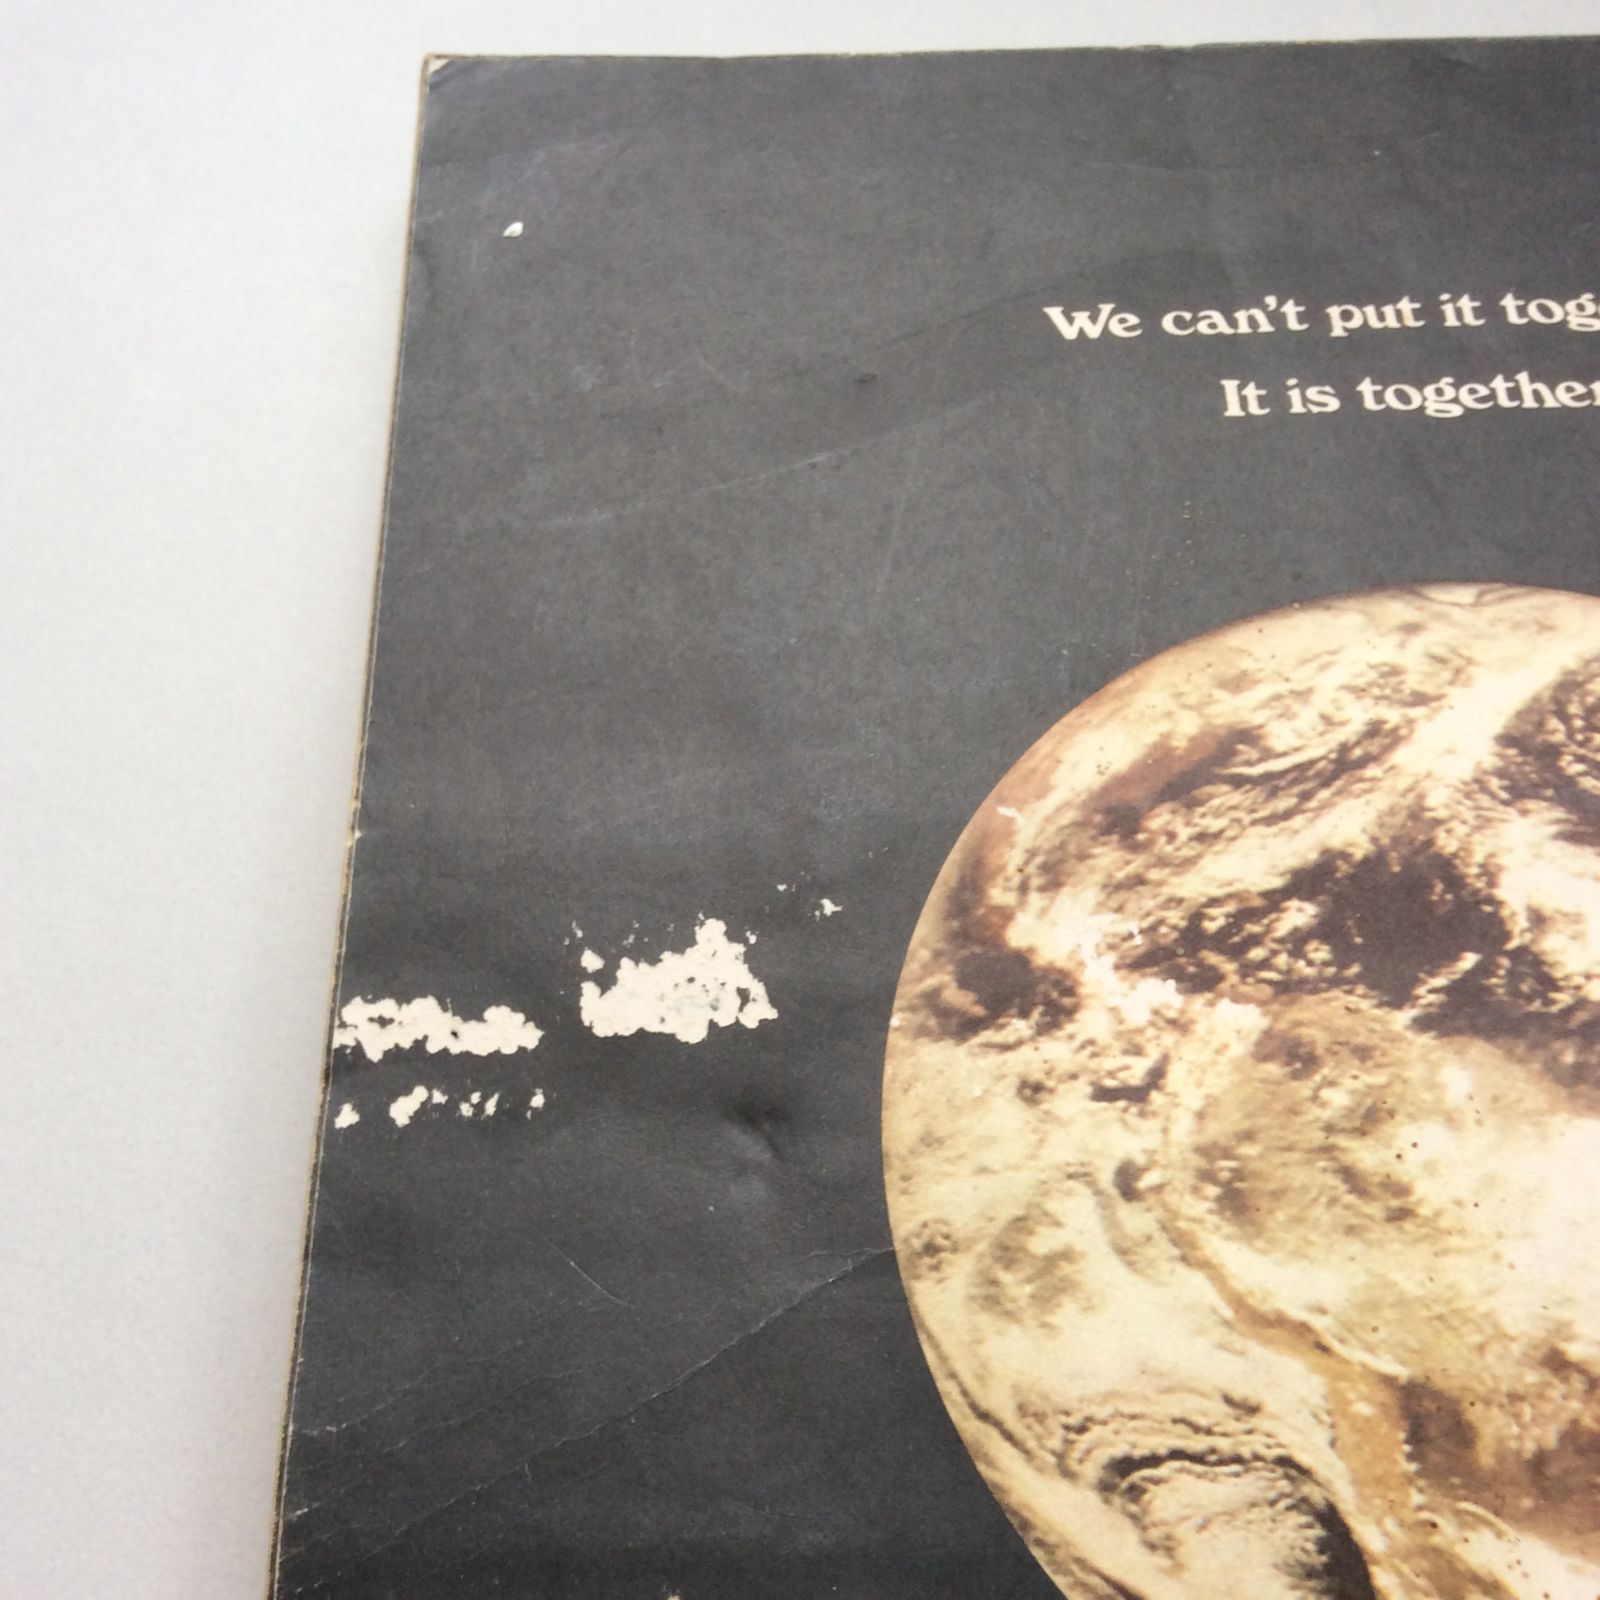 We can't put it tog
It is together